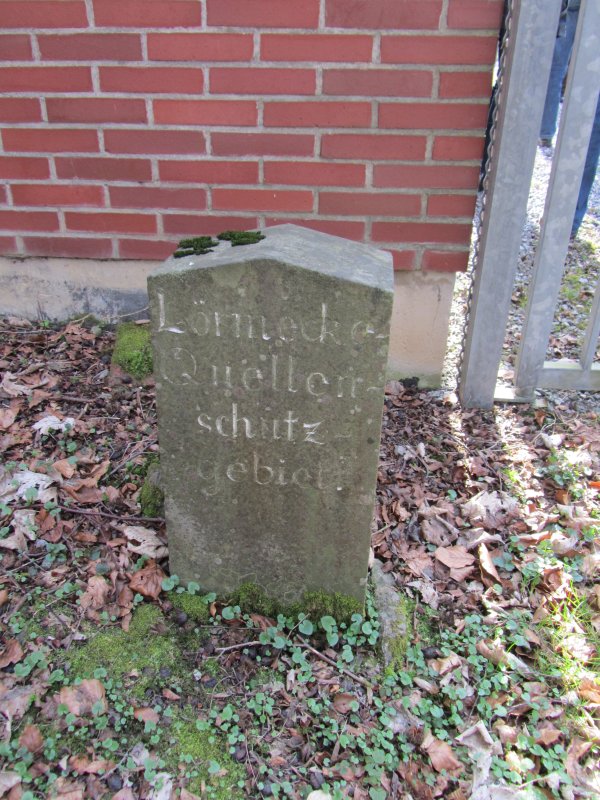 Lörmecke-
Quellen-
schutz-
gebiet.